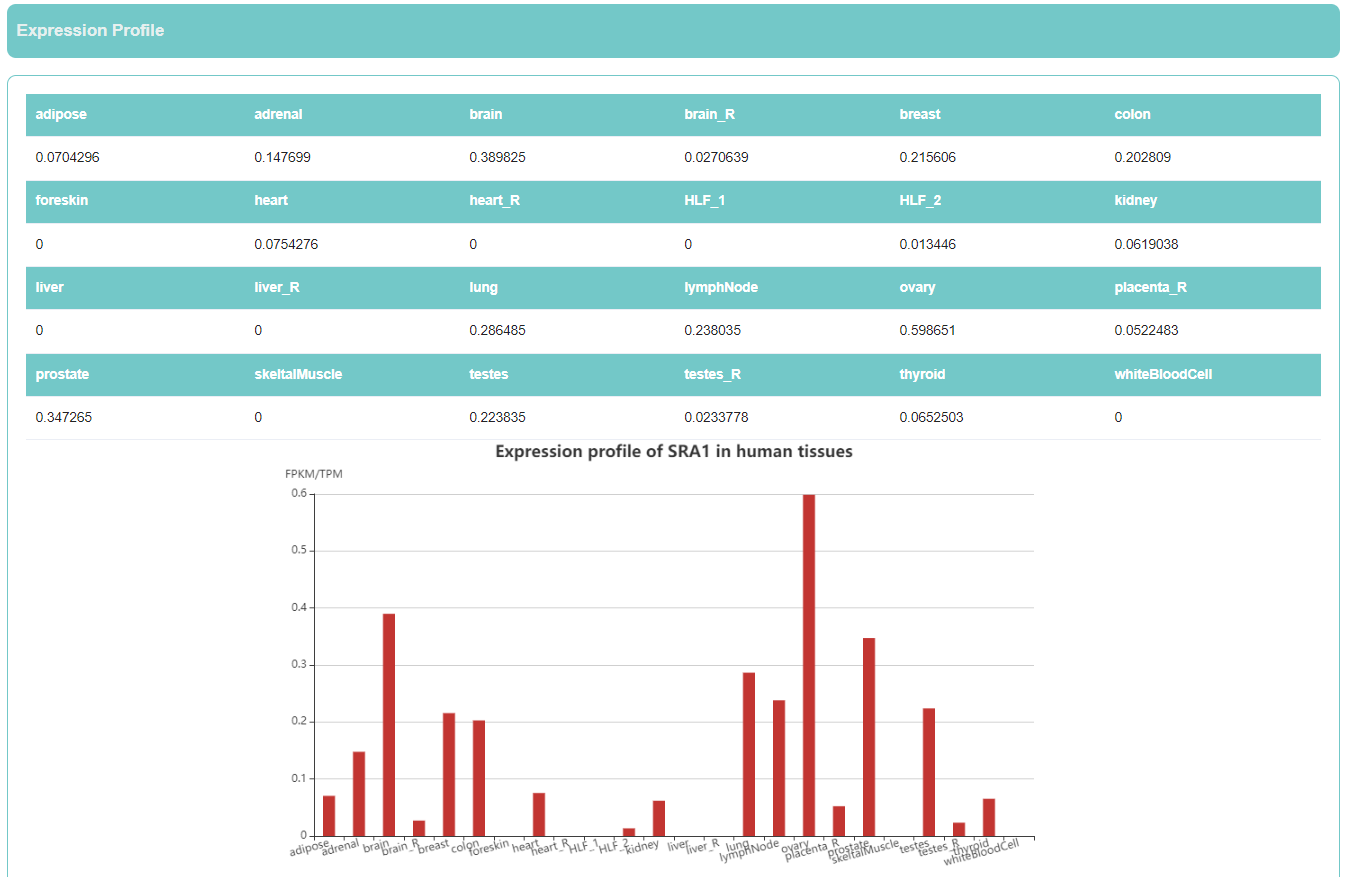 Expression Profile
adipose adrenal brain brain_R breast colon
0.0704296 0.147699 0.389825 0.0270639 0.215606 0.202809
foreskin heart heart_R HLF_1 HLF_2 kidney
0 0.0754276 0 0 0.013446 0.0619038
liver liver_R lung lymphNode ovary placenta_R
0 0 0.286485 0.238035 0.598651 0.0522483
prostate skeltalMuscle testes testes_R thyroid whiteBloodCell
0.347265 0 0.223835 0.0233778 0.0652503 0
Expression profile of SRA1 in human tissues
FPKM/TPM
0.6
0.5
0.4
0.3
0.2
0.1
0
adipose adrenal brain brain_R breast colon foreskin heart heart_R HLF_1 HLF_2 kidney liver liver_R lung lymphNode ovary placenta_R prostate skeltalMuscle testes testes_R thyroid whiteBloodCell